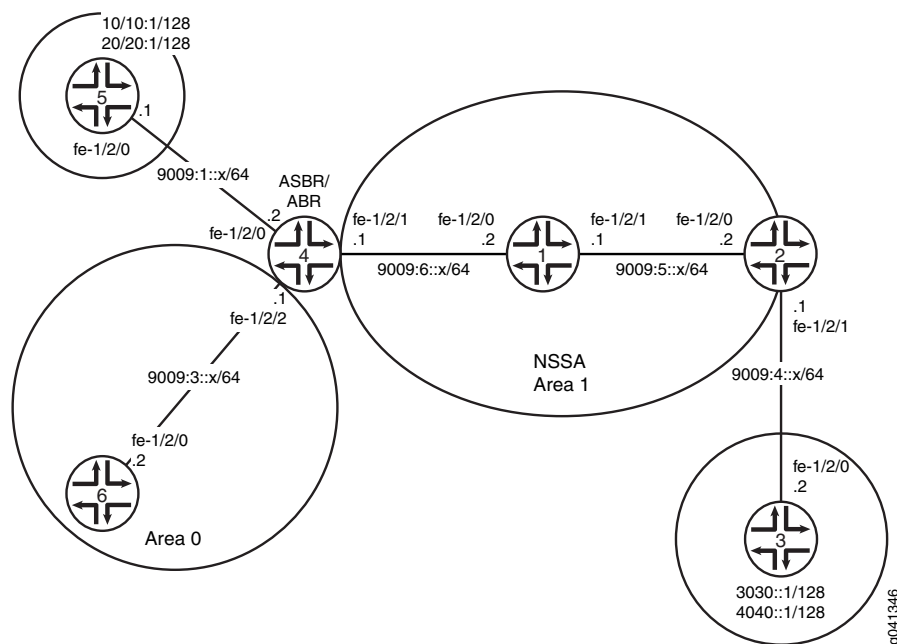 10/10:1/128
20/20:1/128
5
.1
fe-1/2/0
9009:1::x/64
ASBR/
ABR
.2
fe-1/2/0
4
fe-1/2/1
.1
fe-1/2/0
.2
1
fe-1/2/1
.1
fe-1/2/0
.2
2
9009:6::x/64
9009:5::x/64
.1
fe-1/2/2
.1
fe-1/2/1
NSSA
Area 1
9009:3::x/64
9009:4::x/64
fe-1/2/0
.2
6
Area 0
fe-1/2/0
.2
3
3030::1/128
4040::1/128
g041346